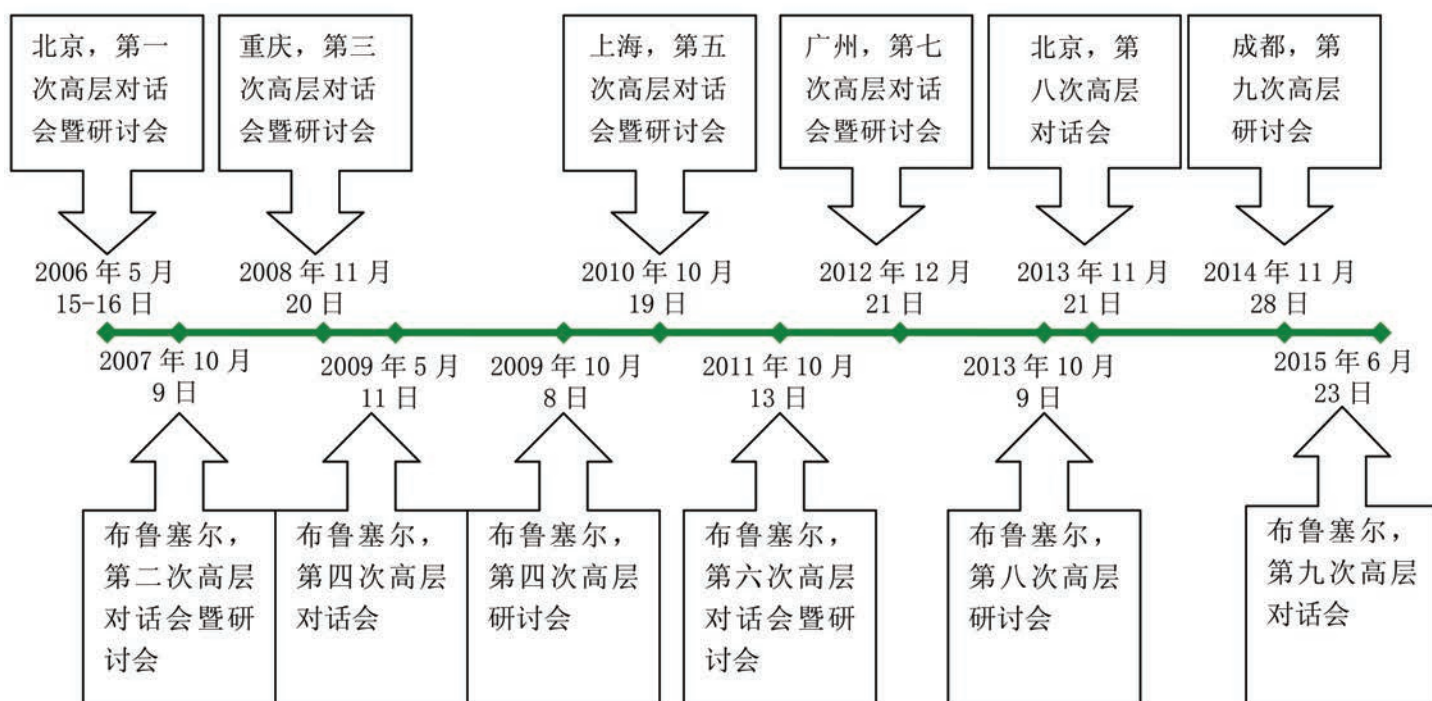 北京，第一
次高层对话
会暨研讨会
重庆，第三
次高层对话
会暨研讨会
上海，第五
次高层对话
会暨研讨会
广州，第七
次高层对话
会暨研讨会
北京，第
八次高层
对话会
成都，第
九次高层
研讨会
2006 年 5 月
15-16 日
2008 年 11 月
20 日
2010 年 10 月
19 日
2012 年 12 月
21 日
2013 年 11 月
21 日
2014 年 11 月
28 日
2007 年 10 月
9 日
2009 年 5 月
11 日
2009 年 10 月
8 日
2011 年 10 月
13 日
2013 年 10 月
9 日
2015 年 6 月
23 日
布鲁塞尔，
第二次高层
对话会暨研
讨会
布鲁塞尔，
第四次高层
对话会
布鲁塞尔，
第四次高层
研讨会
布鲁塞尔，
第六次高层
对话会暨研
讨会
布鲁塞尔，
第八次高层
研讨会
布鲁塞尔，
第九次高层
对话会